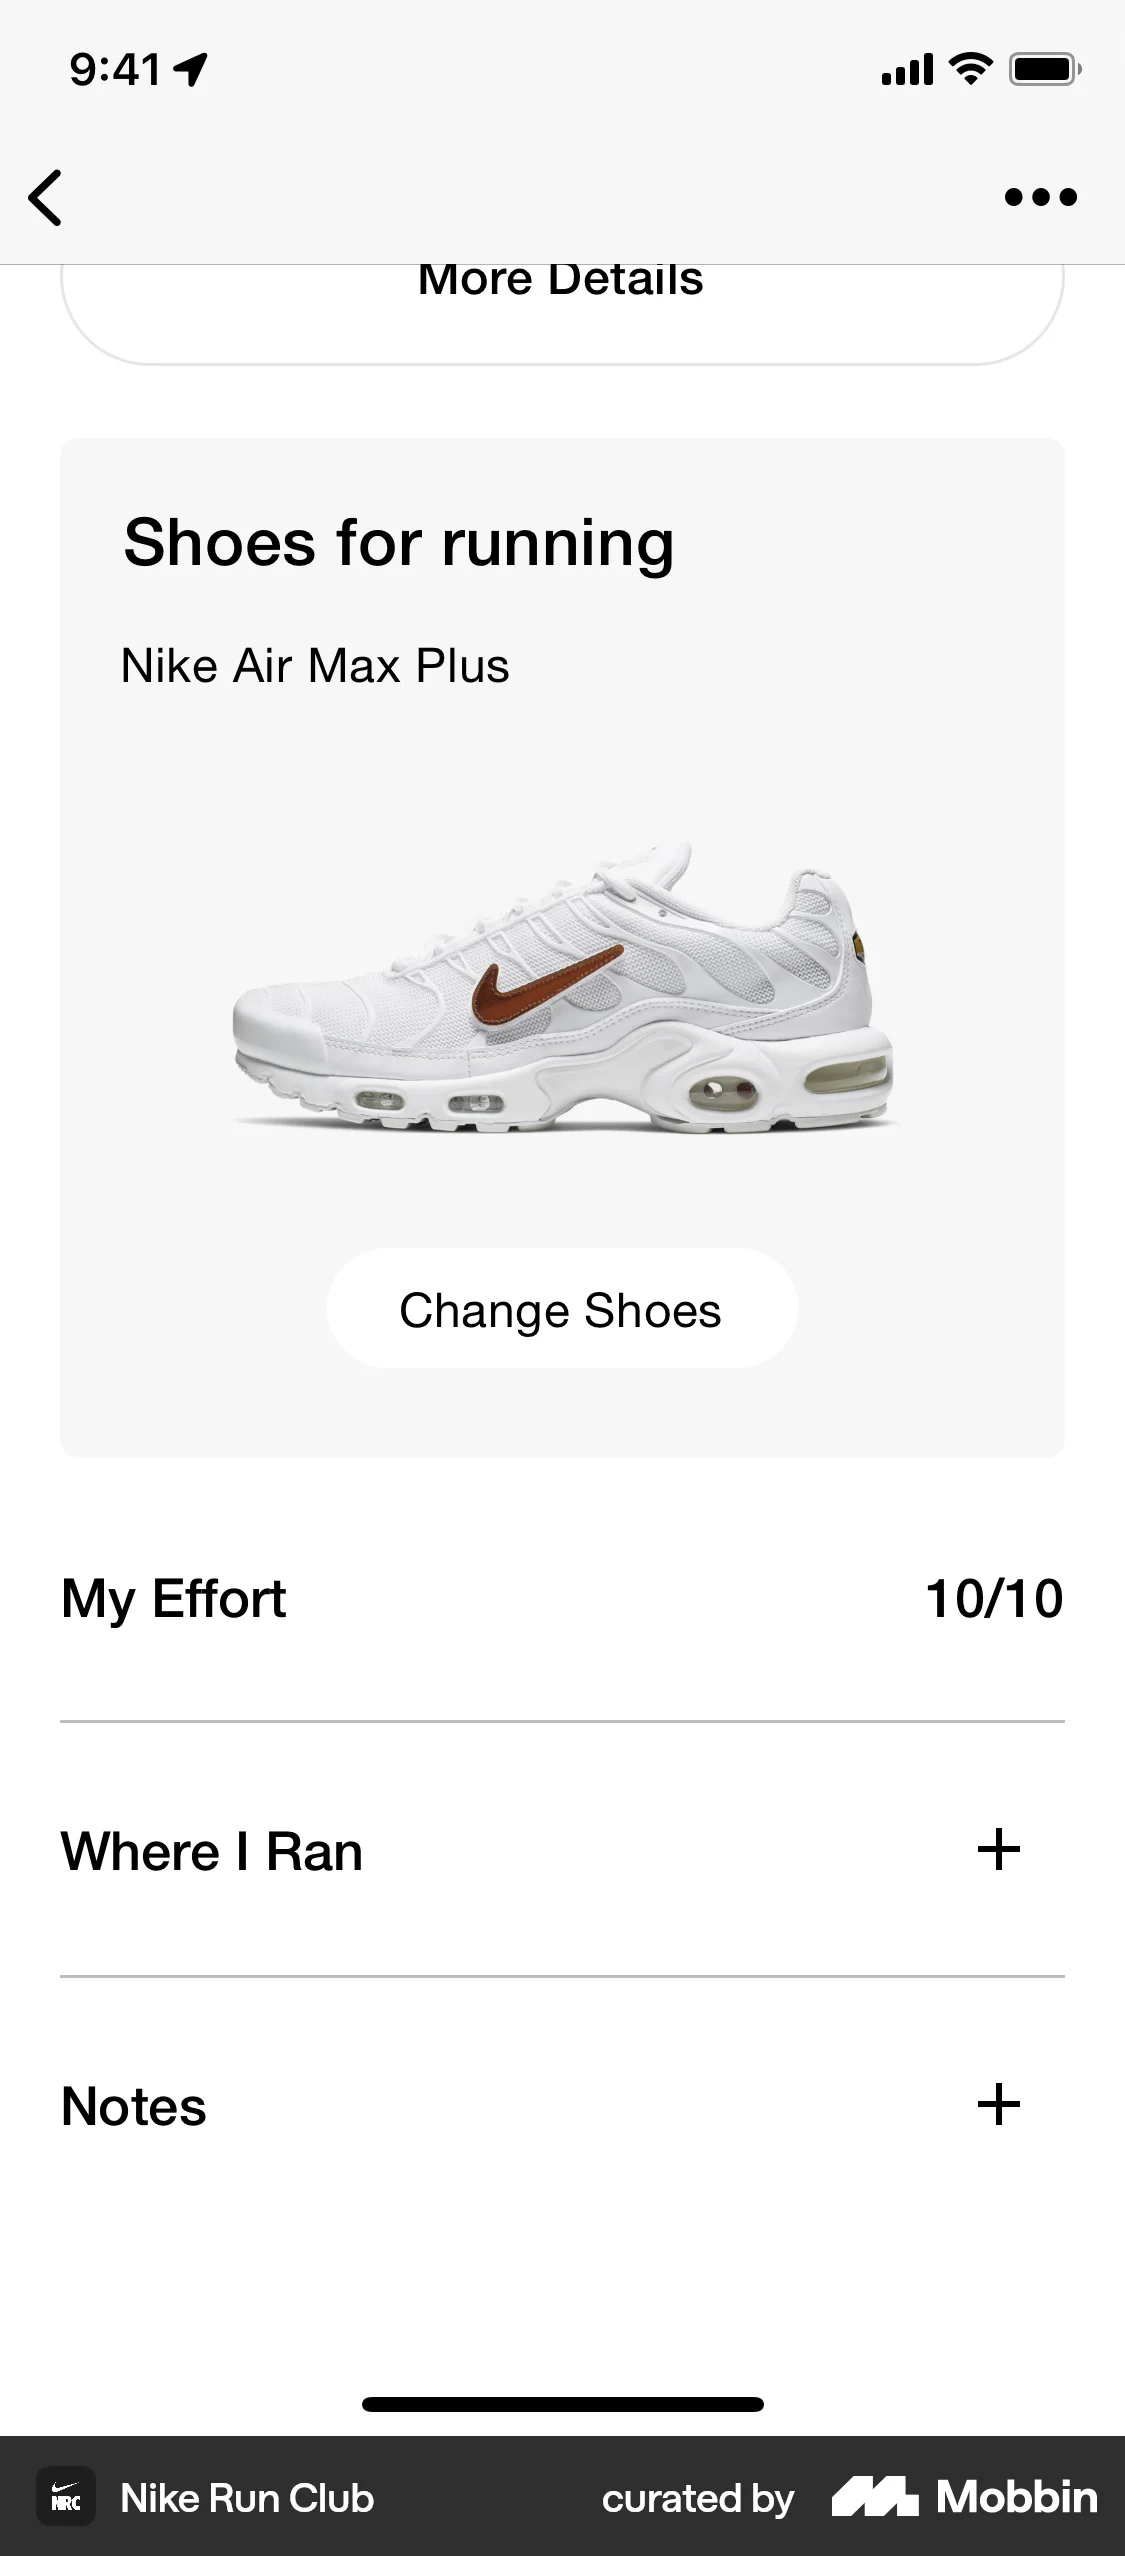 9:41
More Details
Shoes for running
Nike Air Max Plus
Change Shoes
My Effort 10/10
Where I Ran
Notes
NRC Nike Run Club curated by Mobbin